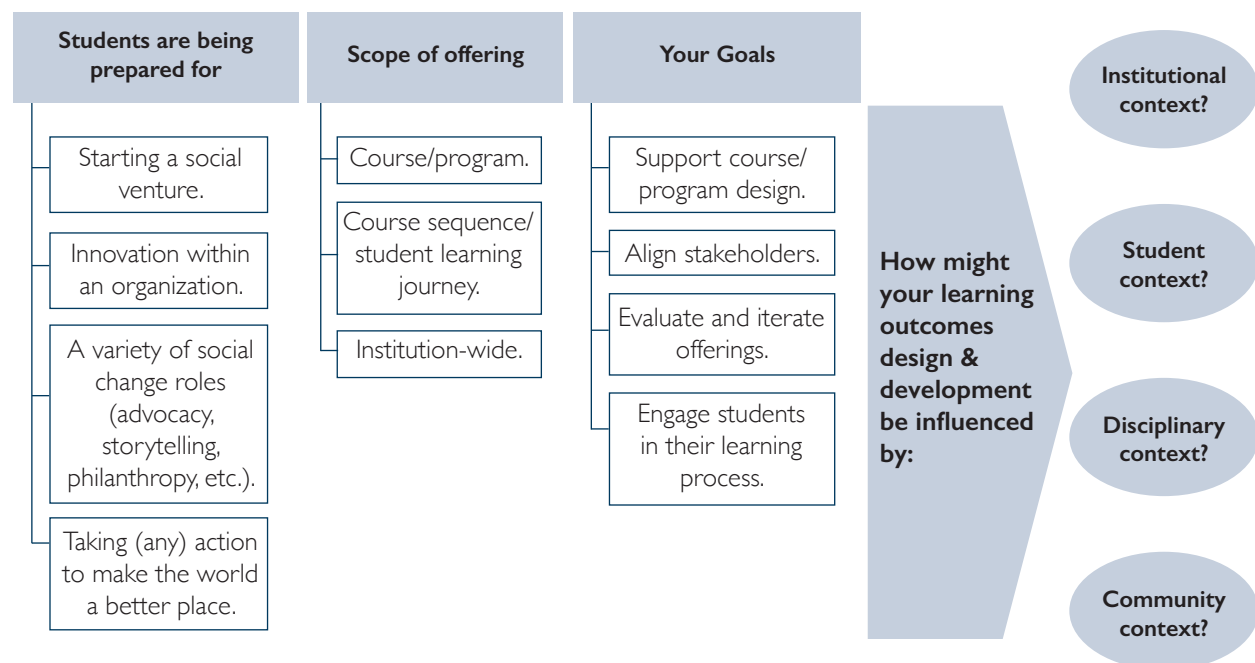 Students are being
prepared for
Starting a social
venture.
Innovation within
an organization.
A variety of social
change roles
(advocacy,
storytelling,
philanthropy, etc.).
Taking (any) action
to make the world
a better place.
Scope of offering
Course/program.
Course sequence/
student learning
journey.
Institution-wide.
Your Goals
Support course/
program design.
Align stakeholders.
Evaluate and iterate
offerings.
Engage students
in their learning
process.
How might
your learning
outcomes
design &
development
be influenced
by:
Institutional
context?
Student
context?
Disciplinary
context?
Community
context?